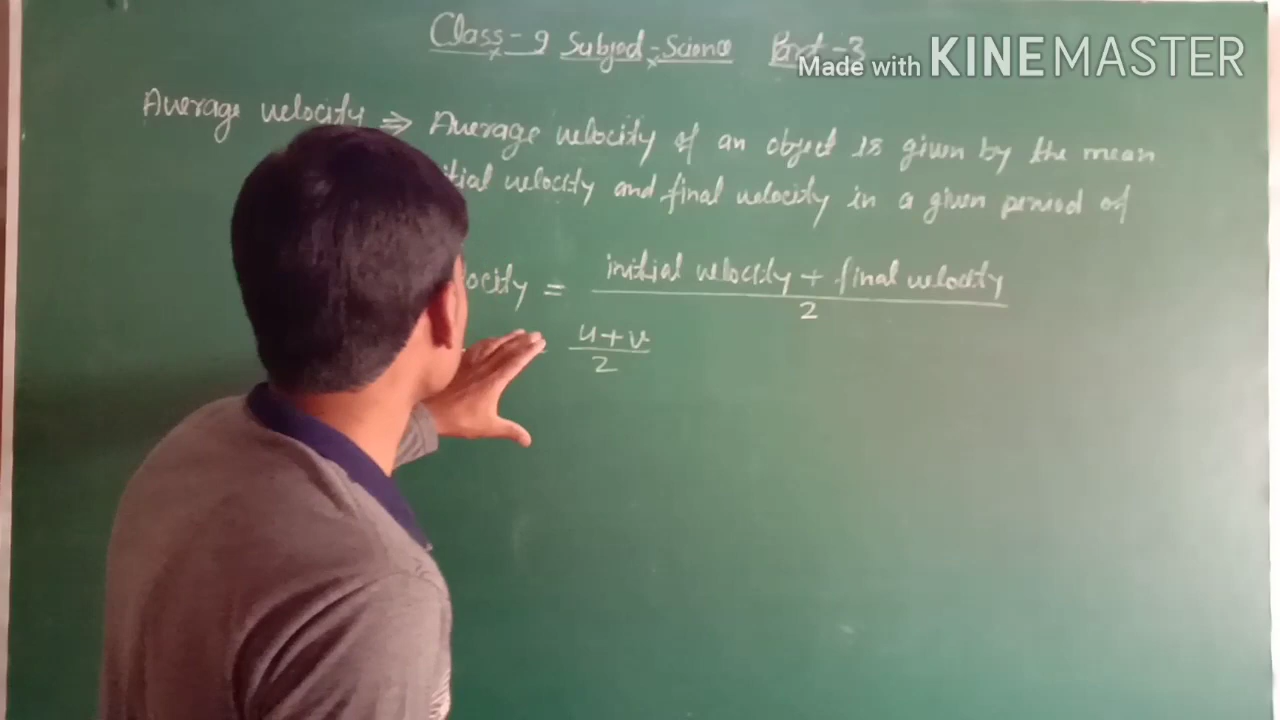 Class-9 Subject-Science Part-3
Made with KINEMASTER
Average velocity ⇒ Average velocity of an object is given by the mean
tial velocity and final velocity in a given period of
ocity = initial velocity + final velocity / 2
= u+v / 2